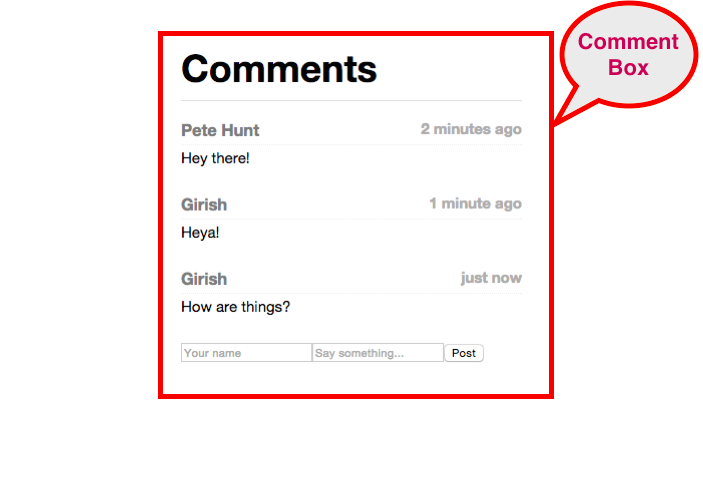 Comment
Box
Comments
Pete Hunt 2 minutes ago
Hey there!
Girish 1 minute ago
Heya!
Girish just now
How are things?
Your name Say something... Post